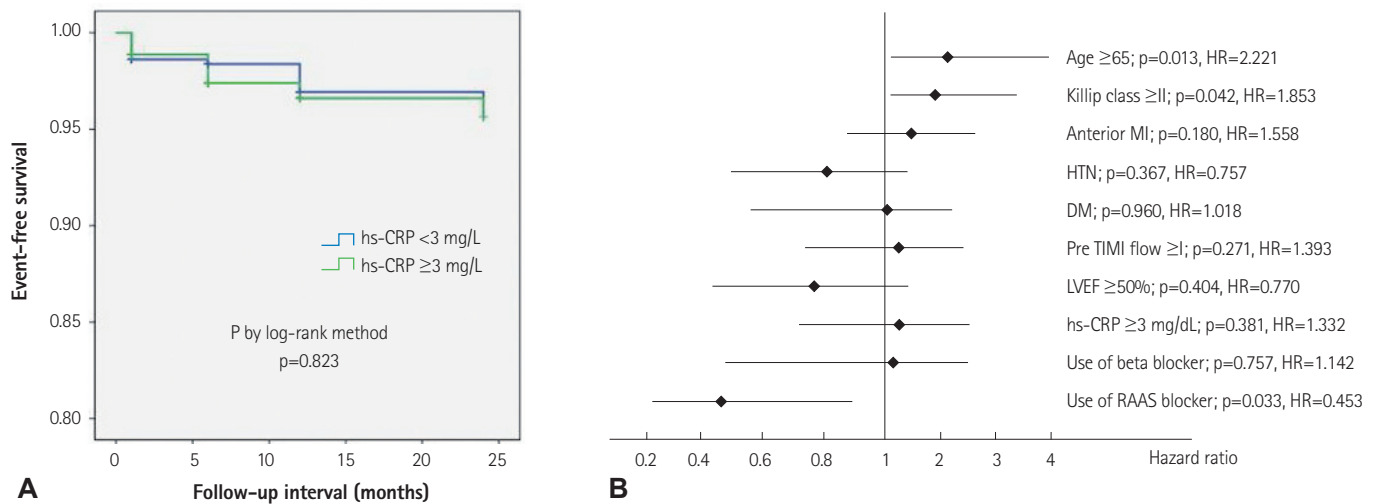 1.00
0.95
0.90
0.85
0.80
Event-free survival
hs-CRP <3 mg/L
hs-CRP ≥3 mg/L
P by log-rank method
p=0.823
0 5 10 15 20 25
Follow-up interval (months)
A
Age ≥65; p=0.013, HR=2.221
Killip class ≥II; p=0.042, HR=1.853
Anterior MI; p=0.180, HR=1.558
HTN; p=0.367, HR=0.757
DM; p=0.960, HR=1.018
Pre TIMI flow ≥I; p=0.271, HR=1.393
LVEF ≥50%; p=0.404, HR=0.770
hs-CRP ≥3 mg/dL; p=0.381, HR=1.332
Use of beta blocker; p=0.757, HR=1.142
Use of RAAS blocker; p=0.033, HR=0.453
0.2 0.4 0.8 1 2 3 4 Hazard ratio
B